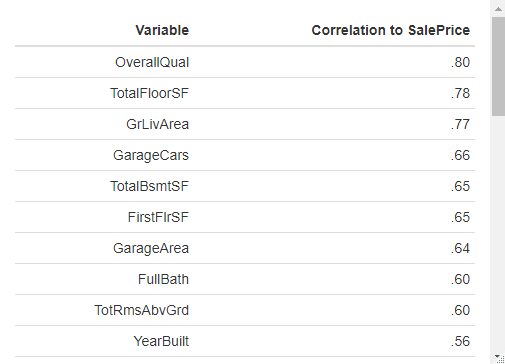 Variable Correlation to SalePrice
OverallQual .80
TotalFloorSF .78
GrLivArea .77
GarageCars .66
TotalBsmtSF .65
FirstFlrSF .65
GarageArea .64
FullBath .60
TotRmsAbvGrd .60
YearBuilt .56